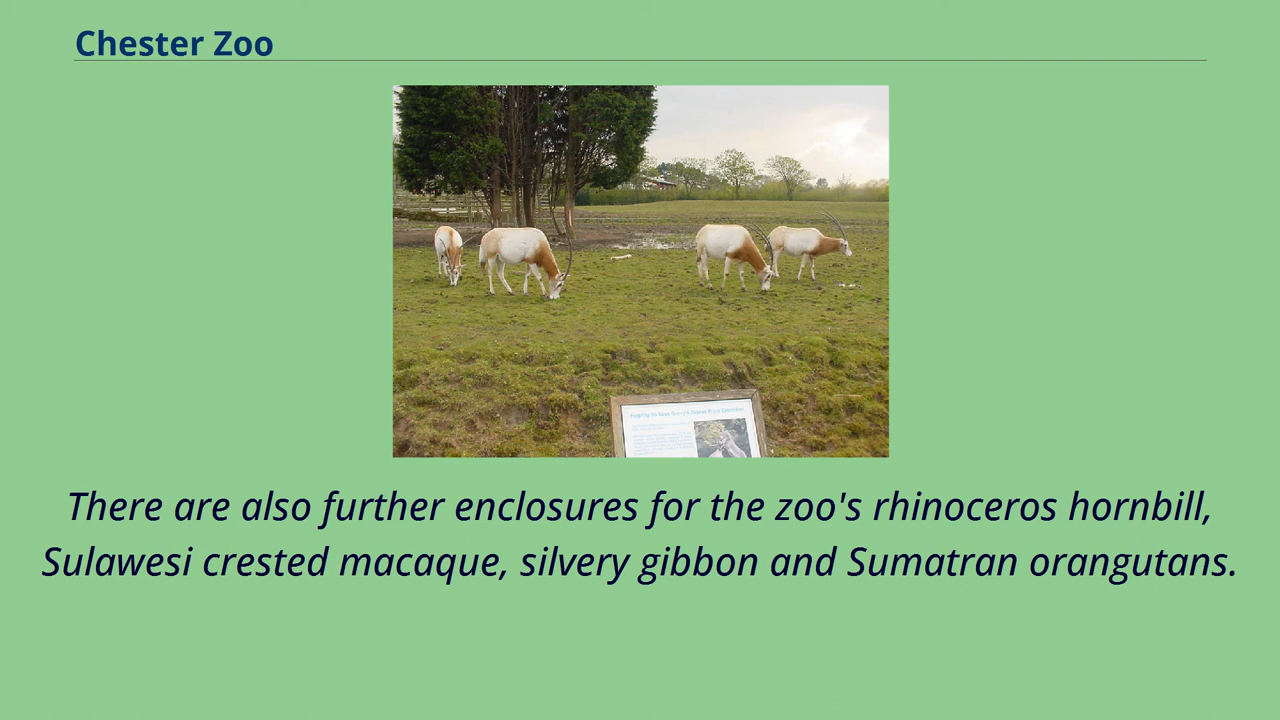 Chester Zoo
There are also further enclosures for the zoo's rhinoceros hornbill,
Sulawesi crested macaque, silvery gibbon and Sumatran orangutans.